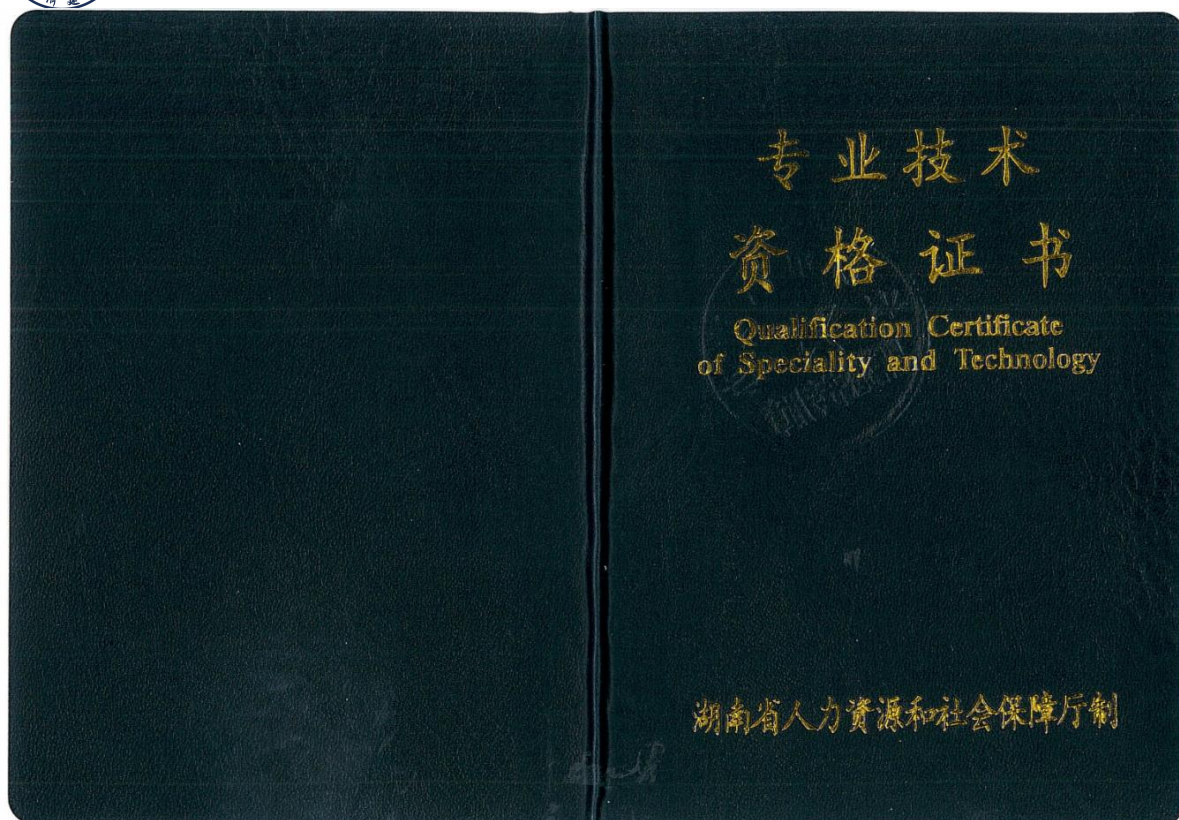 专业技术
资格证书
Qualification Certificate
of Speciality and Technology
湖南省人力资源和社会保障厅制